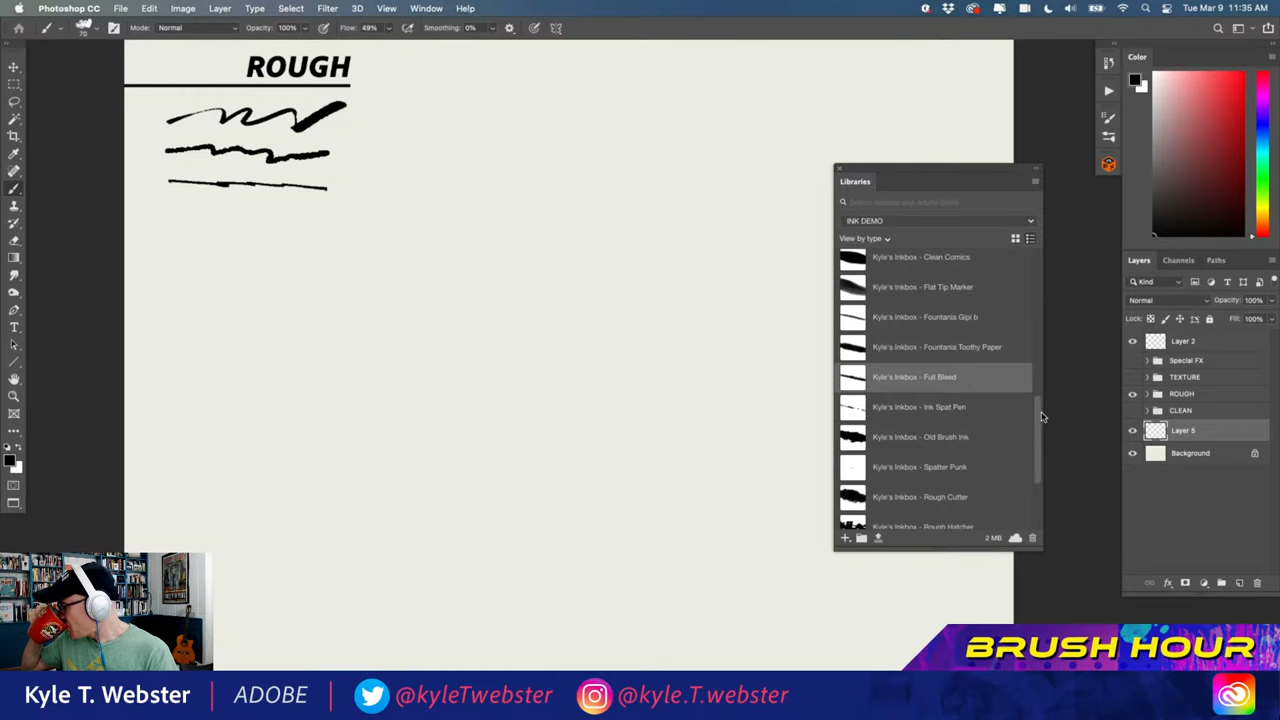 Photoshop CC File Edit Image Layer Type Select Filter 3D View Window Help Tue Mar 9 11:35 AM
70 Mode: Normal Opacity: 100% Flow: 49% Smoothing: 0%
ROUGH
Color
Libraries
INK DEMO
View by type
Kyle's Inkbox - Clean Comics
Kyle's Inkbox - Flat Tip Marker
Kyle's Inkbox - Fountania Gipi b
Kyle's Inkbox - Fountania Toothy Paper
Kyle's Inkbox - Full Bleed
Kyle's Inkbox - Ink Spat Pen
Kyle's Inkbox - Old Brush Ink
Kyle's Inkbox - Spatter Punk
Kyle's Inkbox - Rough Cutter
Kyle's Inkbox - Rough Hatcher
2 MB
Layers Channels Paths
Kind
Normal Opacity: 100%
Lock: Fill: 100%
Layer 2
Special FX
TEXTURE
ROUGH
CLEAN
Layer 5
Background
BRUSH HOUR
Kyle T. Webster ADOBE @kyleTwebster @kyle.T.webster